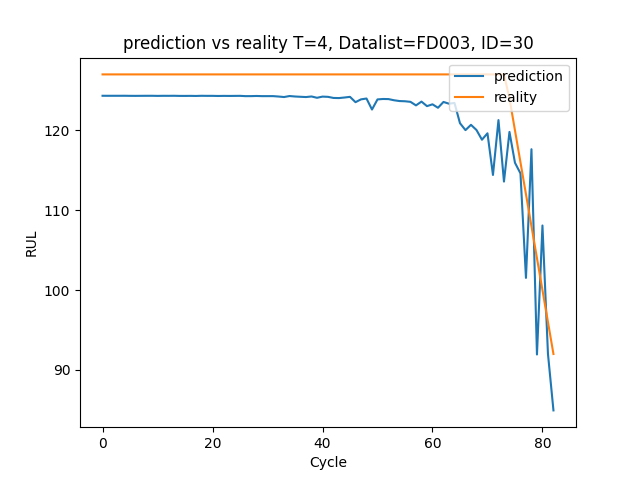 prediction vs reality T=4, Datalist=FD003, ID=30
prediction
reality
120
110
100
90
RUL
0 20 40 60 80
Cycle